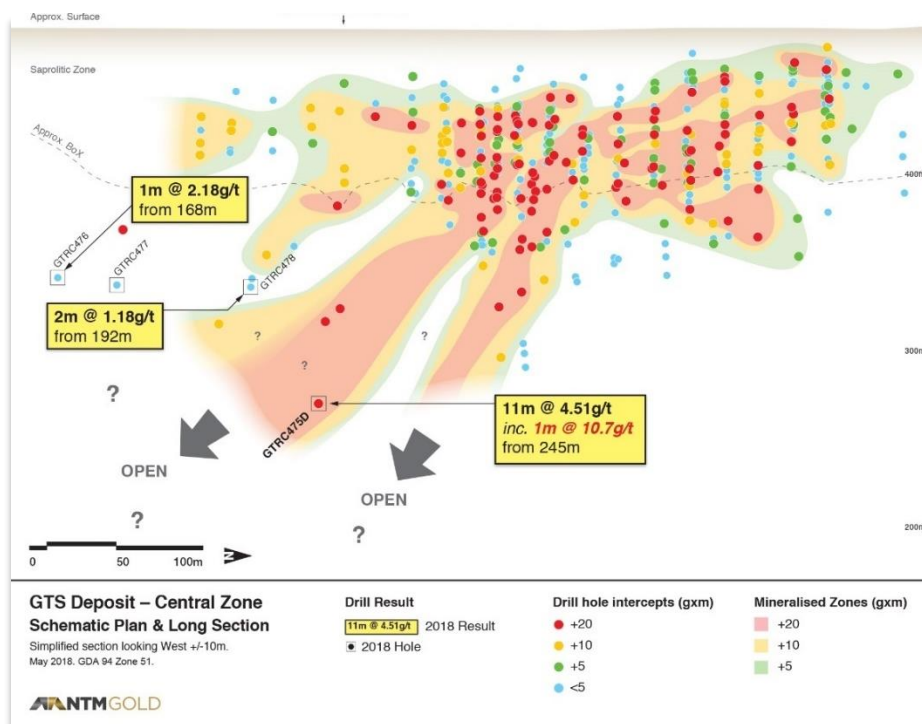 Approx. Surface
Saprolitic Zone
Approx. BoX
400m
1m @ 2.18g/t
from 168m
GTRC476
GTRC477
GTRC478
2m @ 1.18g/t
from 192m
?
?
300m
?
GTRC475D
11m @ 4.51g/t
inc. 1m @ 10.7g/t
from 245m
OPEN
OPEN
?
?
200m
0 50 100m
N
GTS Deposit – Central Zone
Schematic Plan & Long Section
Simplified section looking West +/-10m.
May 2018. GDA 94 Zone 51.
NTMGOLD
Drill Result
11m @ 4.51g/t 2018 Result
2018 Hole
Drill hole intercepts (gxm)
+20
+10
+5
<5
Mineralised Zones (gxm)
+20
+10
+5